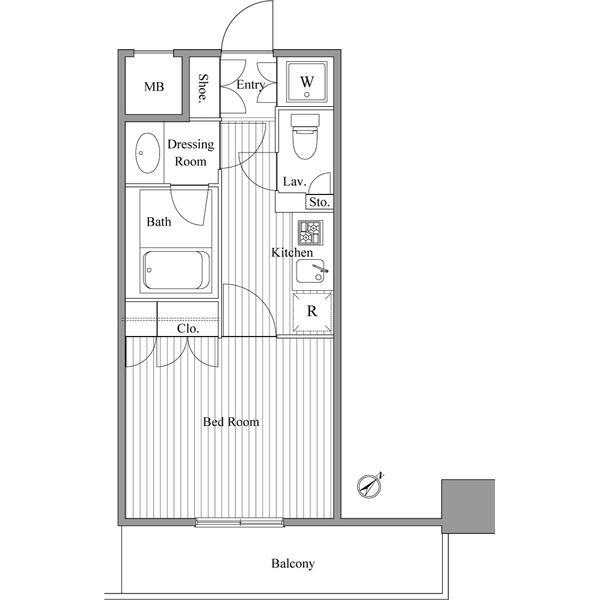 MB
Shoe.
Entry
W
Dressing
Room
Lav.
Sto.
Bath
Kitchen
R
Clo.
Bed Room
N
Balcony